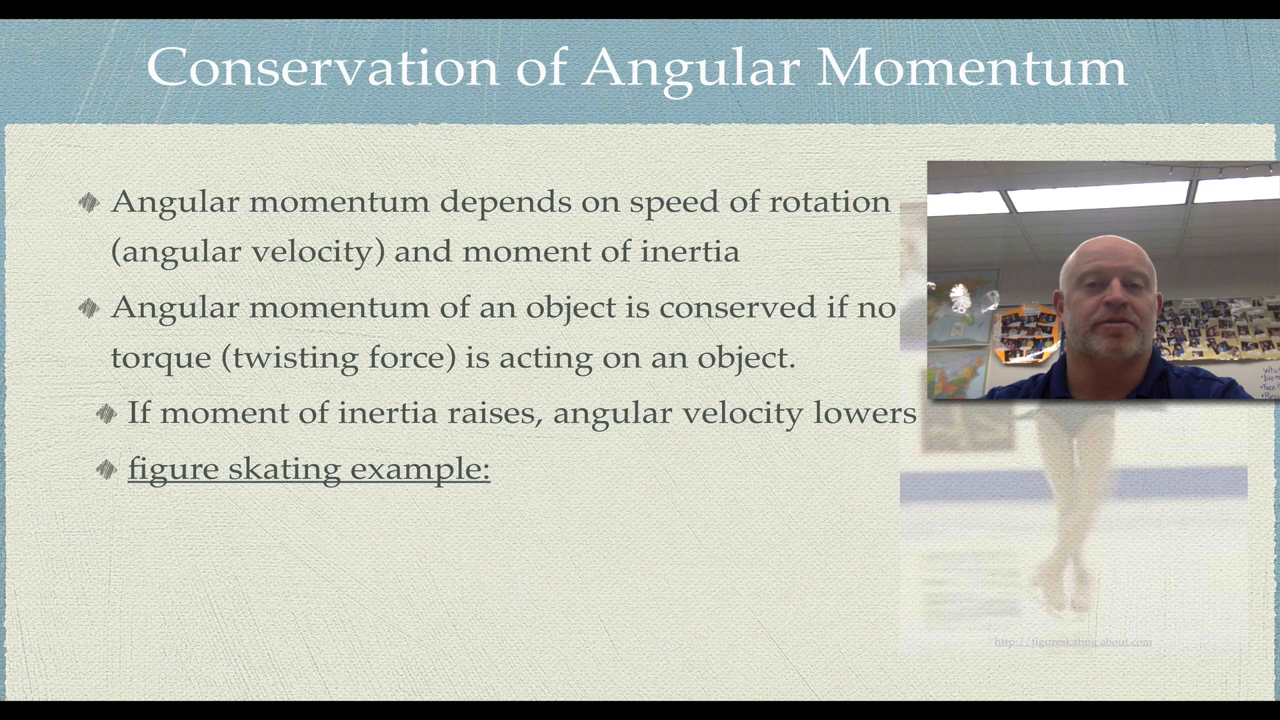 Conservation of Angular Momentum
Angular momentum depends on speed of rotation
(angular velocity) and moment of inertia
Angular momentum of an object is conserved if no
torque (twisting force) is acting on an object.
If moment of inertia raises, angular velocity lowers
figure skating example:
http://figureskating.about.com